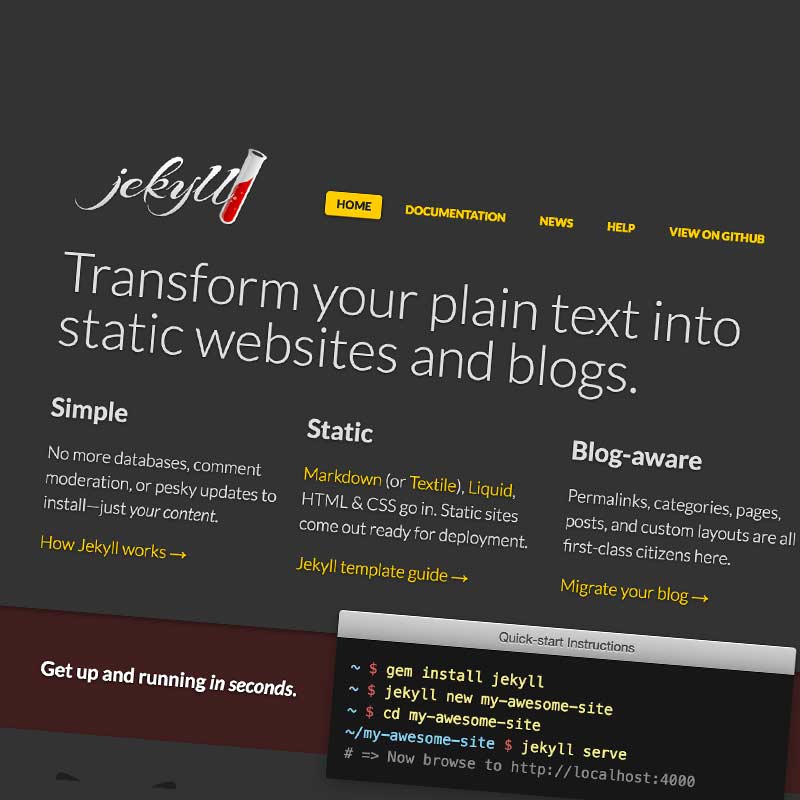 jekyll
HOME DOCUMENTATION NEWS HELP VIEW ON GITHUB
Transform your plain text into
static websites and blogs.
Simple
No more databases, comment
moderation, or pesky updates to
install—just your content.
How Jekyll works →
Static
Markdown (or Textile), Liquid,
HTML & CSS go in. Static sites
come out ready for deployment.
Jekyll template guide →
Blog-aware
Permalinks, categories, pages,
posts, and custom layouts are all
first-class citizens here.
Migrate your blog →
Get up and running in seconds.
Quick-start Instructions
~ $ gem install jekyll
~ $ jekyll new my-awesome-site
~ $ cd my-awesome-site
~/my-awesome-site $ jekyll serve
# => Now browse to http://localhost:4000